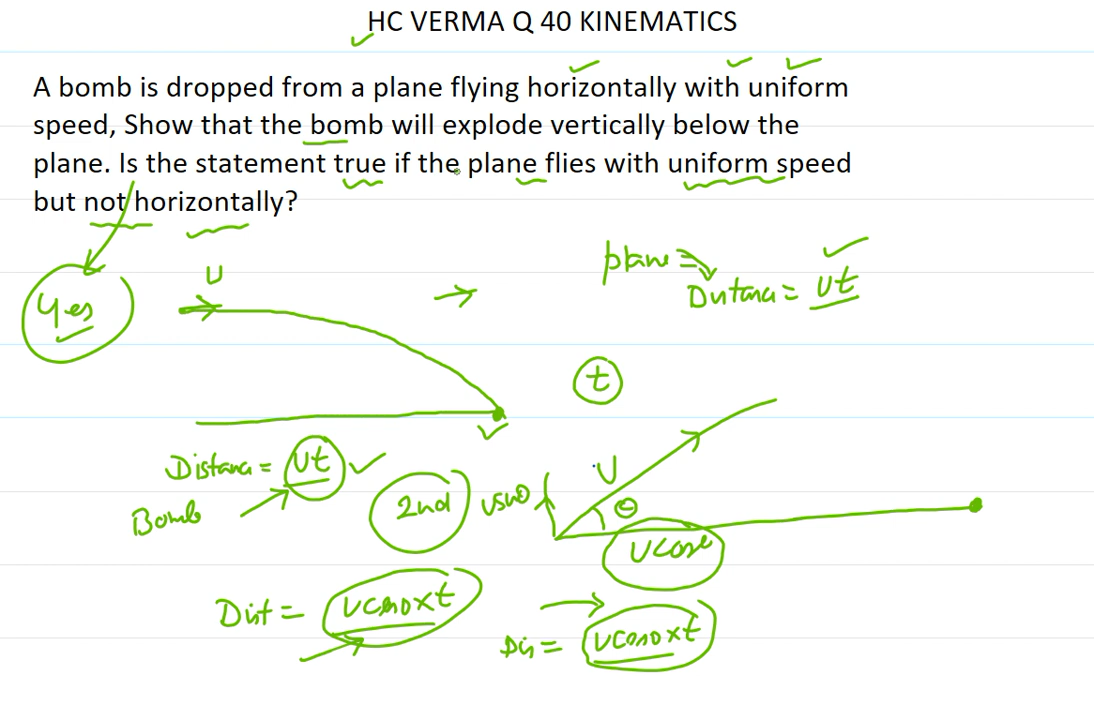 HC VERMA Q 40 KINEMATICS
A bomb is dropped from a plane flying horizontally with uniform
speed, Show that the bomb will explode vertically below the
plane. Is the statement true if the plane flies with uniform speed
but not horizontally?
Yes
U
plane ⇒
Distance = Ut
t
Distance = Ut
Bomb
2nd
U
Usinθ
θ
Ucosθ
Dist = Ucosθxt
Dis = Ucosθxt